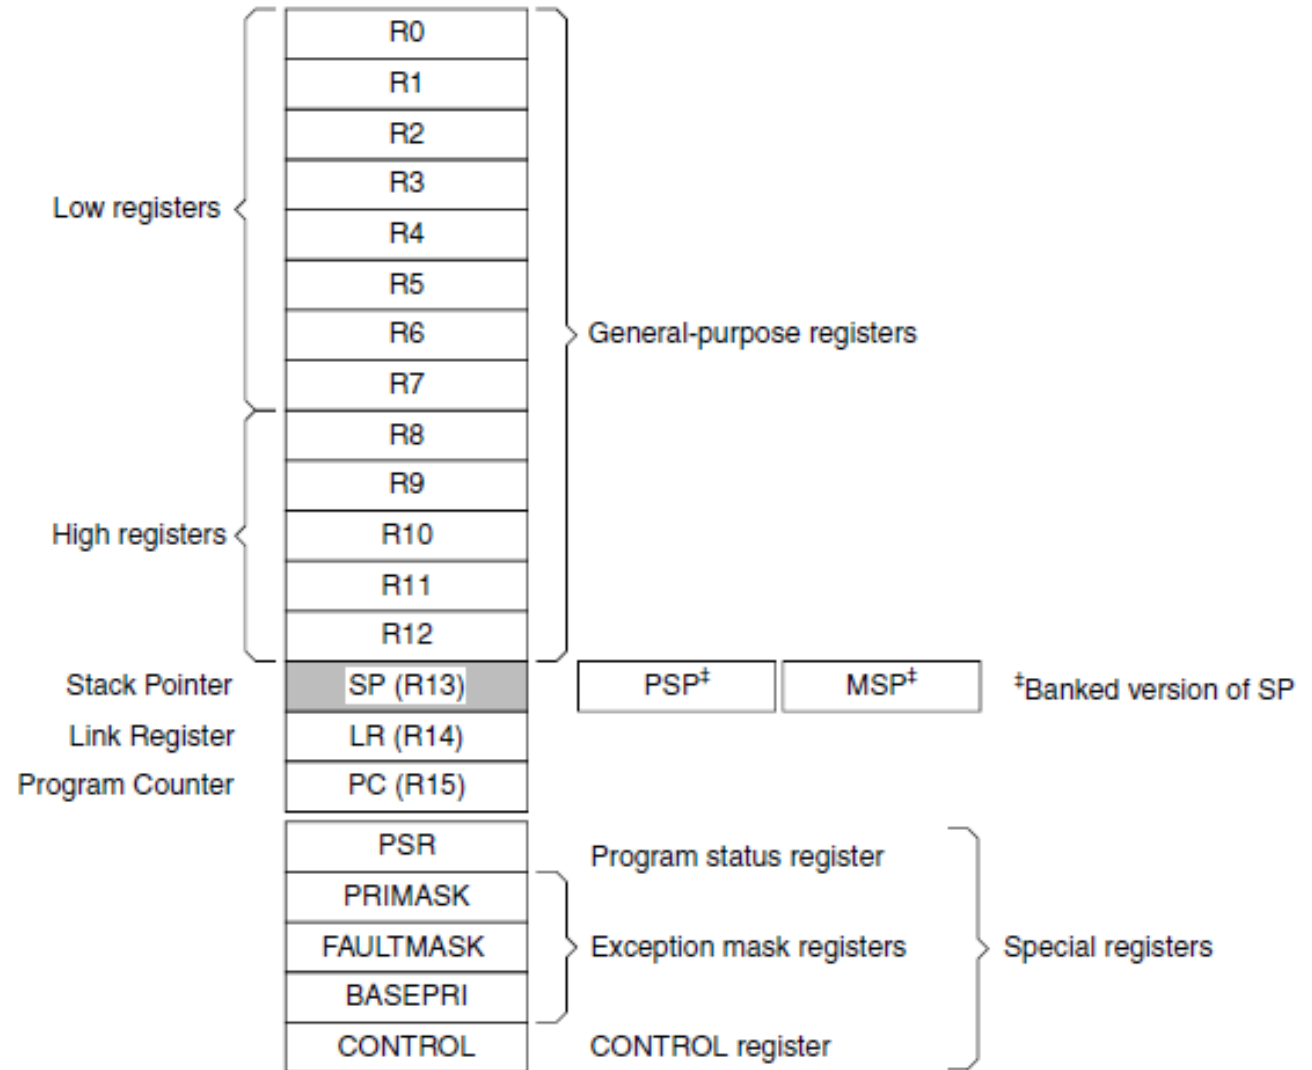 R0
R1
R2
R3
Low registers
R4
R5
R6
General-purpose registers
R7
R8
R9
High registers
R10
R11
R12
Stack Pointer SP (R13) PSP‡ MSP‡ ‡Banked version of SP
Link Register LR (R14)
Program Counter PC (R15)
PSR Program status register
PRIMASK
FAULTMASK Exception mask registers Special registers
BASEPRI
CONTROL CONTROL register